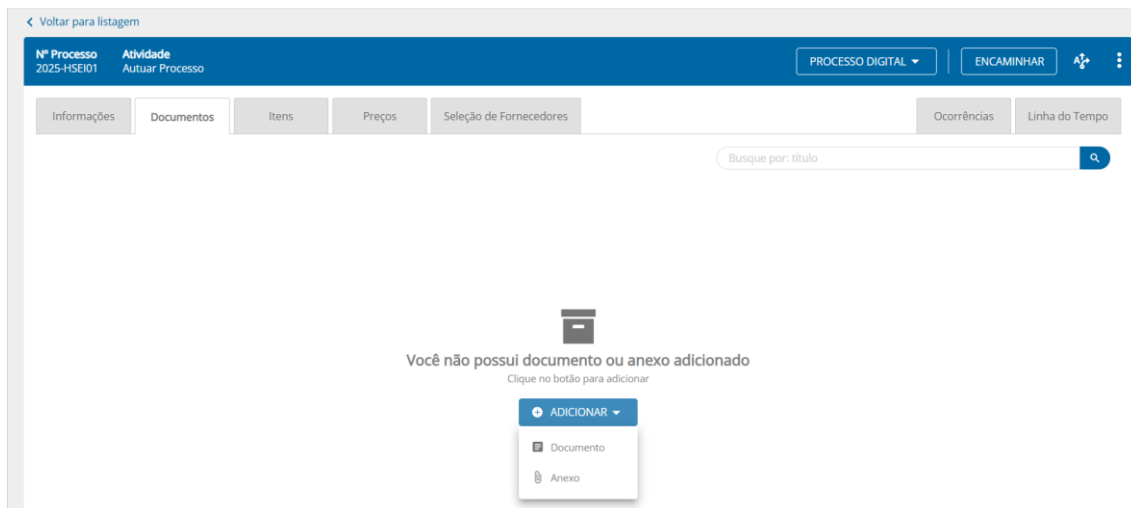 Voltar para listagem
Nº Processo Atividade
2025-HSEI01 Autuar Processo
PROCESSO DIGITAL
ENCAMINHAR
Informações Documentos Itens Preços Seleção de Fornecedores Ocorrências Linha do Tempo
Busque por: título
Você não possui documento ou anexo adicionado
Clique no botão para adicionar
ADICIONAR
Documento
Anexo